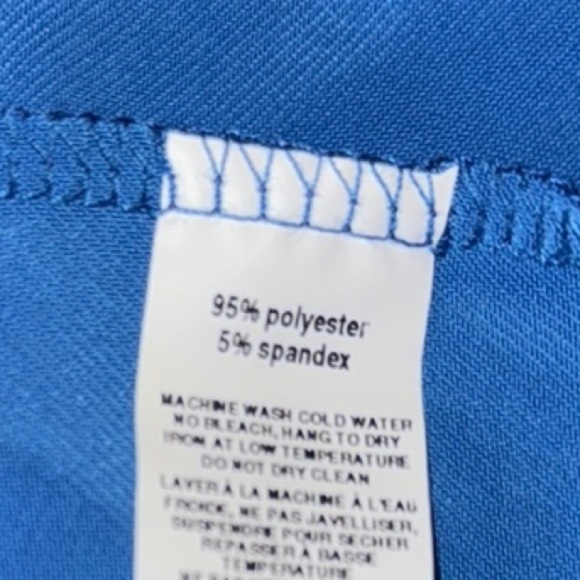 95% polyester
5% spandex
MACHINE WASH COLD WATER
NO BLEACH, HANG TO DRY
IRON AT LOW TEMPERATURE
DO NOT DRY CLEAN
LAYER À LA MACHINE À L'EAU
FROIDE, NE PAS JAVELLISER,
SUSPENDRE POUR SECHER
REPASSER À BASSE
TEMPERATURE